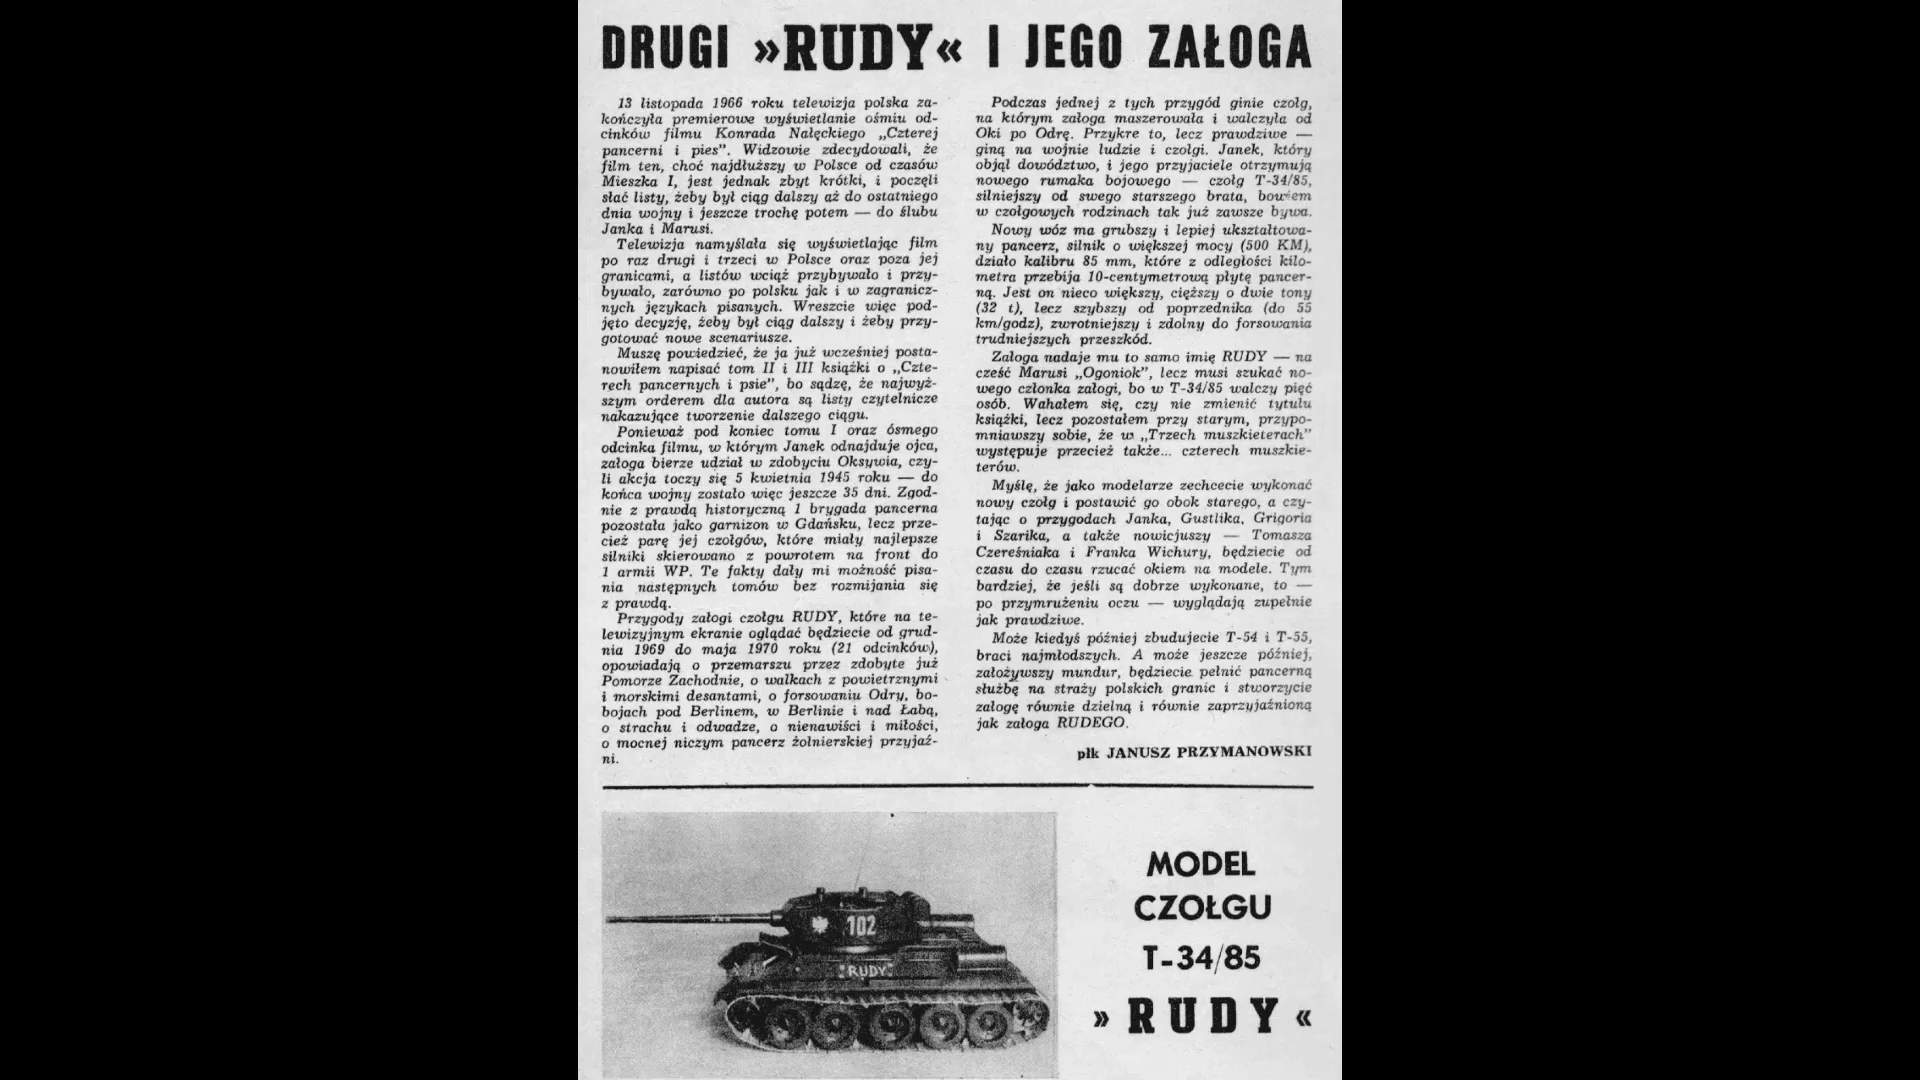 DRUGI »RUDY« I JEGO ZAŁOGA
13 listopada 1966 roku telewizja polska za-
kończyła premierowe wyświetlanie ośmiu od-
cinków filmu Konrada Nałęckiego „Czterej
pancerni i pies”. Widzowie zdecydowali, że
film ten, choć najdłuższy w Polsce od czasów
Mieszka I, jest jednak zbyt krótki, i poczęli
słać listy, żeby był ciąg dalszy aż do ostatniego
dnia wojny i jeszcze trochę potem — do ślubu
Janka i Marusi.
Telewizja namyślała się wyświetlając film
po raz drugi i trzeci w Polsce oraz poza jej
granicami, a listów wciąż przybywało i przy-
bywało, zarówno po polsku jak i w zagranicz-
nych językach pisanych. Wreszcie więc pod-
jęto decyzję, żeby był ciąg dalszy i żeby przy-
gotować nowe scenariusze.
Muszę powiedzieć, że ja już wcześniej posta-
nowiłem napisać tom II i III książki o „Czte-
rech pancernych i psie”, bo sądzę, że najwyż-
szym orderem dla autora są listy czytelnicze
nakazujące tworzenie dalszego ciągu.
Ponieważ pod koniec tomu I oraz ósmego
odcinka filmu, w którym Janek odnajduje ojca,
załoga bierze udział w zdobyciu Oksywia, czy-
li akcja toczy się 5 kwietnia 1945 roku — do
końca wojny zostało więc jeszcze 35 dni. Zgod-
nie z prawdą historyczną 1 brygada pancerna
pozostała jako garnizon w Gdańsku, lecz prze-
cież parę jej czołgów, które miały najlepsze
silniki skierowano z powrotem na front do
1 armii WP. Te fakty dały mi możność pisa-
nia następnych tomów bez rozmijania się
z prawdą.
Przygody załogi czołgu RUDY, które na te-
lewizyjnym ekranie oglądać będziecie od grud-
nia 1969 do maja 1970 roku (21 odcinków),
opowiadają o przemarszu przez zdobyte już
Pomorze Zachodnie, o walkach z powietrznymi
i morskimi desantami, o forsowaniu Odry, bo-
bojach pod Berlinem, w Berlinie i nad Łabą,
o strachu i odwadze, o nienawiści i miłości,
o mocnej niczym pancerz żołnierskiej przyjaź-
ni.
Podczas jednej z tych przygód ginie czołg,
na którym załoga maszerowała i walczyła od
Oki po Odrę. Przykre to, lecz prawdziwe —
giną na wojnie ludzie i czołgi. Janek, który
objął dowództwo, i jego przyjaciele otrzymują
nowego rumaka bojowego — czołg T-34/85,
silniejszy od swego starszego brata, bowiem
w czołgowych rodzinach tak już zawsze bywa.
Nowy wóz ma grubszy i lepiej ukształtowa-
ny pancerz, silnik o większej mocy (500 KM),
działo kalibru 85 mm, które z odległości kilo-
metra przebija 10-centymetrową płytę pancer-
ną. Jest on nieco większy, cięższy o dwie tony
(32 t), lecz szybszy od poprzednika (do 55
km/godz), zwrotniejszy i zdolny do forsowania
trudniejszych przeszkód.
Załoga nadaje mu to samo imię RUDY — na
cześć Marusi „Ogoniok”, lecz musi szukać no-
wego członka załogi, bo w T-34/85 walczy pięć
osób. Wahałem się, czy nie zmienić tytułu
książki, lecz pozostałem przy starym, przypo-
mniawszy sobie, że w „Trzech muszkieterach”
występuje przecież także... czterech muszkie-
terów.
Myślę, że jako modelarze zechcecie wykonać
nowy czołg i postawić go obok starego, a czy-
tając o przygodach Janka, Gustlika, Grigoria
i Szarika, a także nowicjuszy — Tomasza
Czereśniaka i Franka Wichury, będziecie od
czasu do czasu rzucać okiem na modele. Tym
bardziej, że jeśli są dobrze wykonane, to —
po przymrużeniu oczu — wyglądają zupełnie
jak prawdziwe.
Może kiedyś później zbudujecie T-54 i T-55,
braci najmłodszych. A może jeszcze później,
założywszy mundur, będziecie pełnić pancerną
służbę na straży polskich granic i stworzycie
załogę równie dzielną i równie zaprzyjaźnioną
jak załoga RUDEGO.
płk JANUSZ PRZYMANOWSKI
102
RUDY
MODEL
CZOŁGU
T-34/85
»RUDY«